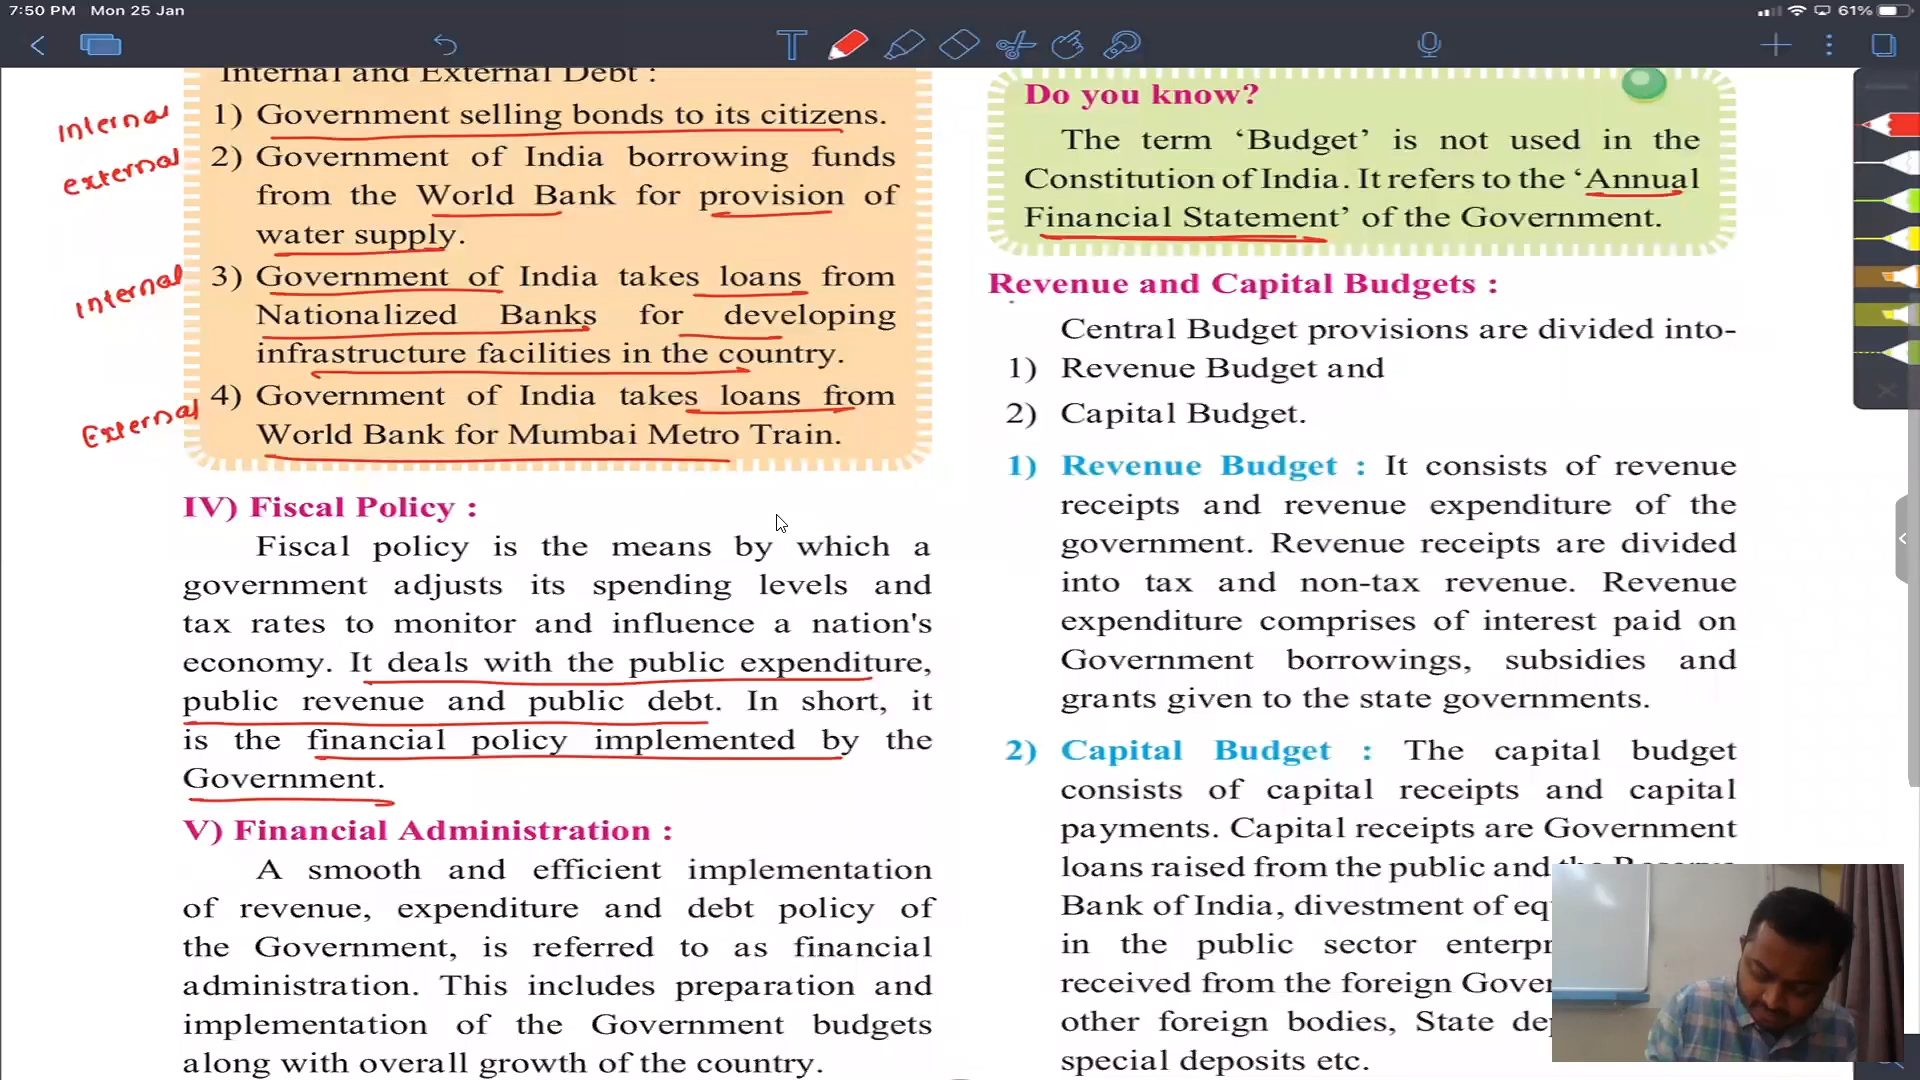 7:50 PM Mon 25 Jan
61%
Internal and External Debt :
1) Government selling bonds to its citizens.
2) Government of India borrowing funds
from the World Bank for provision of
water supply.
3) Government of India takes loans from
Nationalized Banks for developing
infrastructure facilities in the country.
4) Government of India takes loans from
World Bank for Mumbai Metro Train.
Internal
external
Internal
External
IV) Fiscal Policy :
Fiscal policy is the means by which a
government adjusts its spending levels and
tax rates to monitor and influence a nation's
economy. It deals with the public expenditure,
public revenue and public debt. In short, it
is the financial policy implemented by the
Government.
V) Financial Administration :
A smooth and efficient implementation
of revenue, expenditure and debt policy of
the Government, is referred to as financial
administration. This includes preparation and
implementation of the Government budgets
along with overall growth of the country.
Do you know?
The term ‘Budget’ is not used in the
Constitution of India. It refers to the ‘Annual
Financial Statement’ of the Government.
Revenue and Capital Budgets :
Central Budget provisions are divided into-
1) Revenue Budget and
2) Capital Budget.
1) Revenue Budget : It consists of revenue
receipts and revenue expenditure of the
government. Revenue receipts are divided
into tax and non-tax revenue. Revenue
expenditure comprises of interest paid on
Government borrowings, subsidies and
grants given to the state governments.
2) Capital Budget : The capital budget
consists of capital receipts and capital
payments. Capital receipts are Government
loans raised from the public and the Reserve
Bank of India, divestment of eq
in the public sector enterpr
received from the foreign Gover
other foreign bodies, State de
special deposits etc.